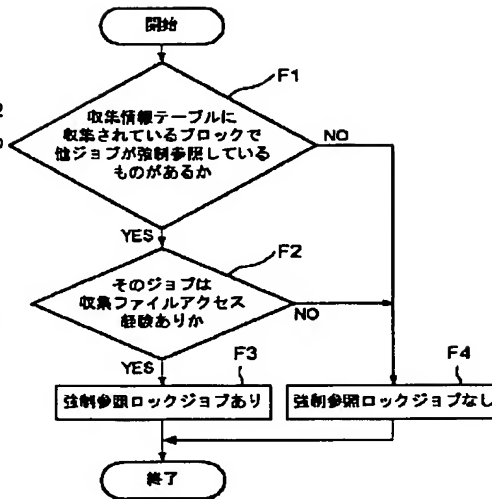 開始
F1
収集情報テーブルに
収集されているブロックで
他ジョブが強制参照している
ものがあるか
NO
YES
F2
そのジョブは
収集ファイルアクセス
経験ありか
NO
YES
F3
強制参照ロックジョブあり
F4
強制参照ロックジョブなし
終了